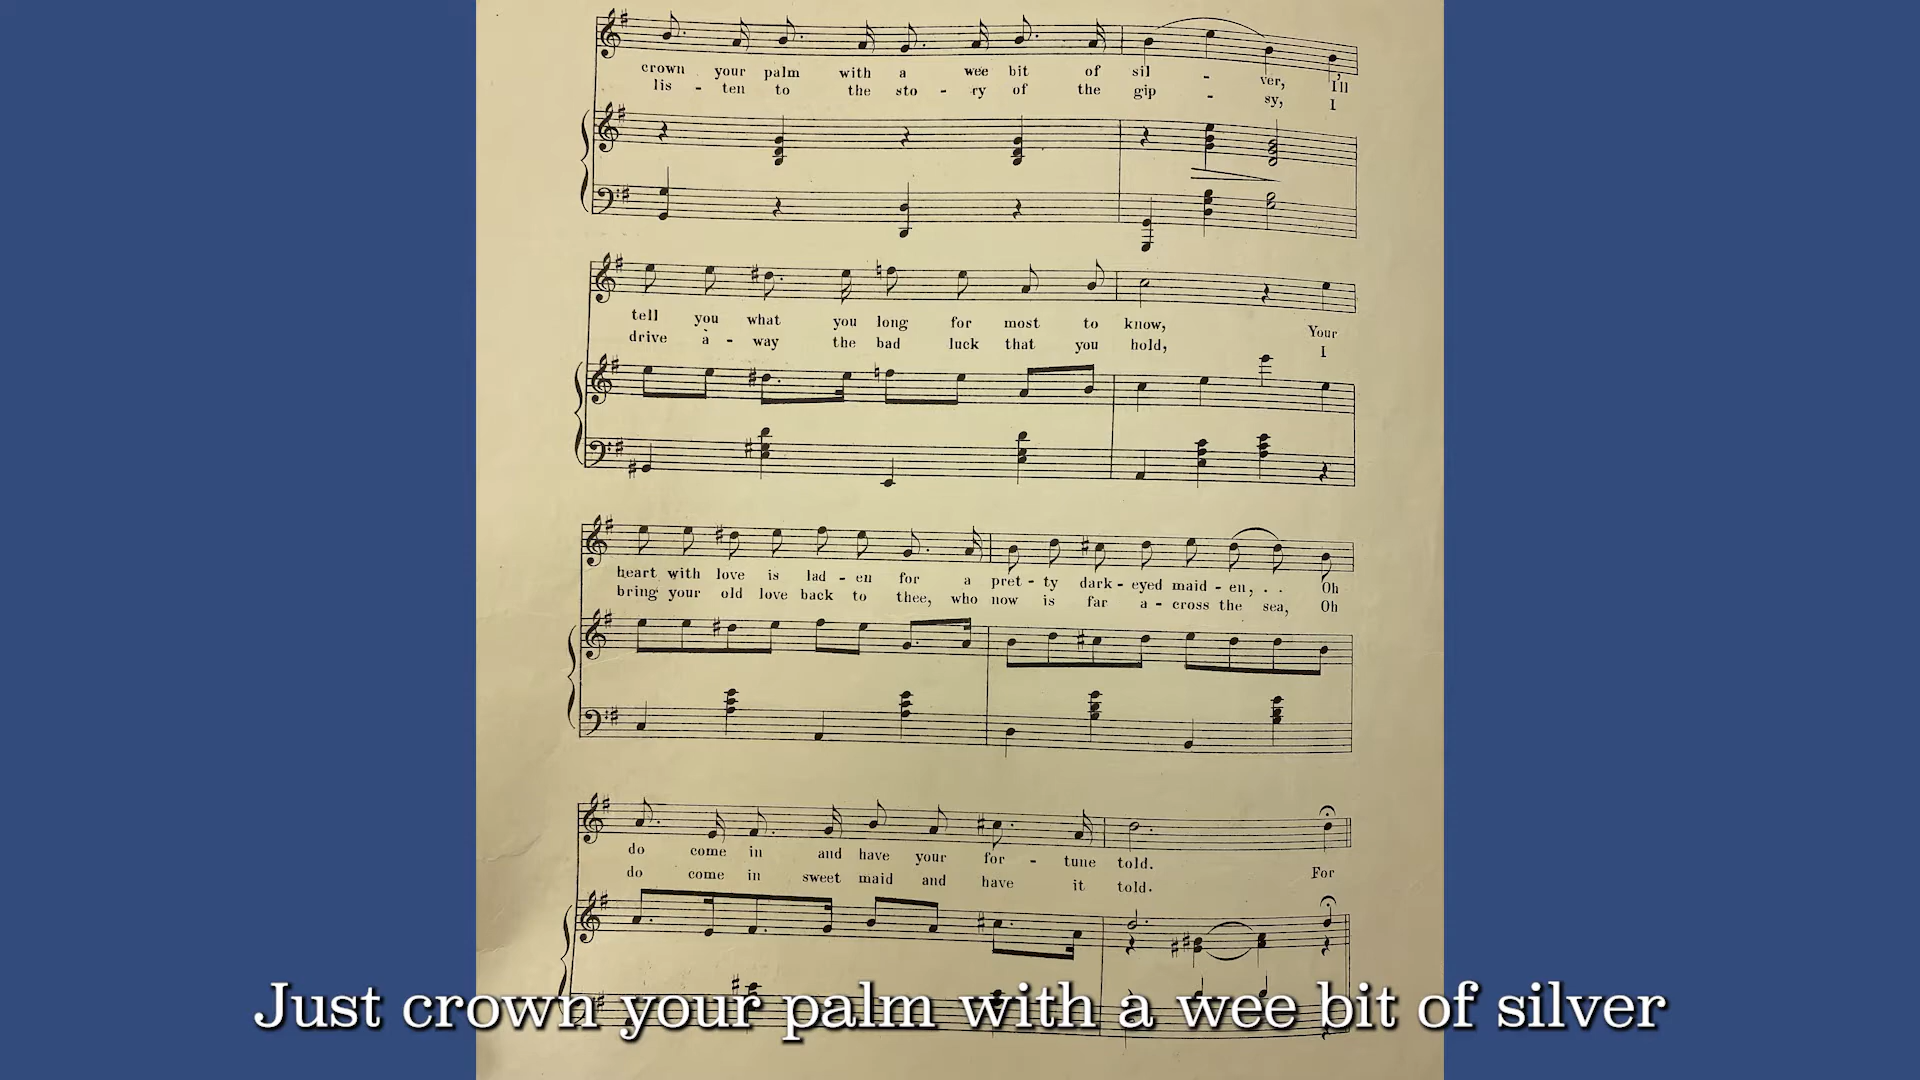 crown your palm with a wee bit of sil - ver, I'll
lis - ten to the sto - ry of the gip - sy, I
tell you what you long for most to know, Your
drive a - way the bad luck that you hold, I
heart with love is lad - en for a pret - ty dark - eyed maid - en, . . Oh
bring your old love back to thee, who now is far a - cross the sea, Oh
do come in and have your for - tune told. For
do come in sweet maid and have it told.
Just crown your palm with a wee bit of silver